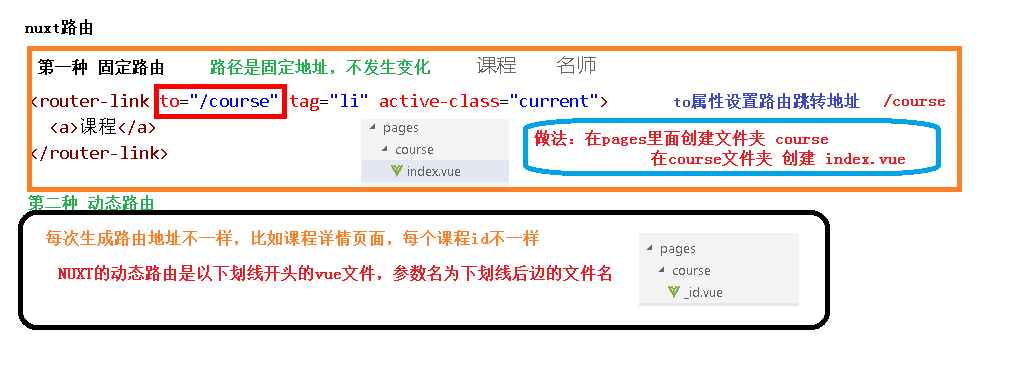 nuxt路由
第一种 固定路由 路径是固定地址，不发生变化 课程 名师
<router-link to="/course" tag="li" active-class="current"> to属性设置路由跳转地址 /course
<a>课程</a>
</router-link>
pages
course
index.vue
做法：在pages里面创建文件夹 course
在course文件夹 创建 index.vue
第二种 动态路由
每次生成路由地址不一样，比如课程详情页面，每个课程id不一样
NUXT的动态路由是以下划线开头的vue文件，参数名为下划线后边的文件名
pages
course
_id.vue